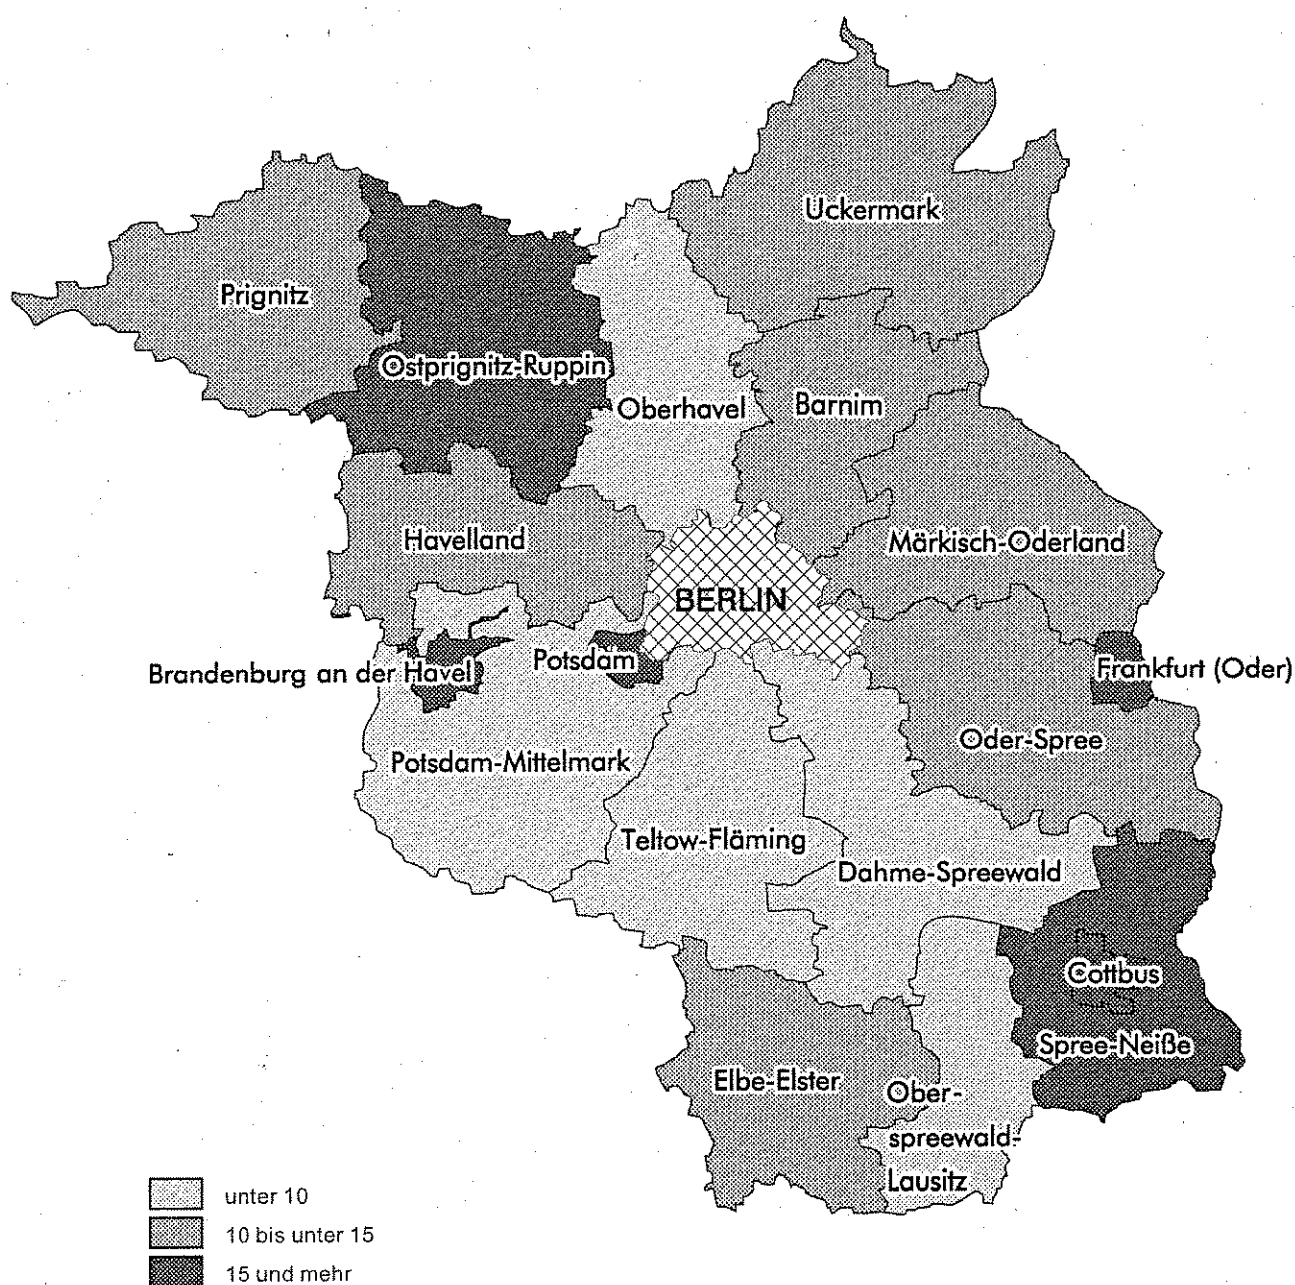 Uckermark
Prignitz
Ostprignitz-Ruppin
Oberhavel
Barnim
Havelland
Märkisch-Oderland
BERLIN
Brandenburg an der Havel
Potsdam
Frankfurt (Oder)
Potsdam-Mittelmark
Oder-Spree
Teltow-Fläming
Dahme-Spreewald
Cottbus
Spree-Neiße
Elbe-Elster
Ober-
spreewald-
Lausitz
unter 10
10 bis unter 15
15 und mehr